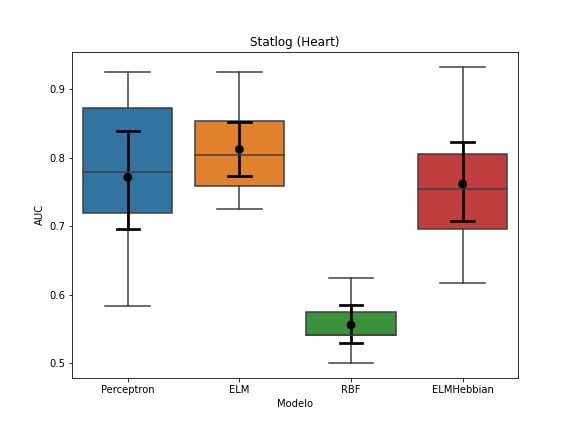 Statlog (Heart)
0.9
0.8
0.7
0.6
0.5
AUC
Perceptron ELM RBF ELMHebbian
Modelo